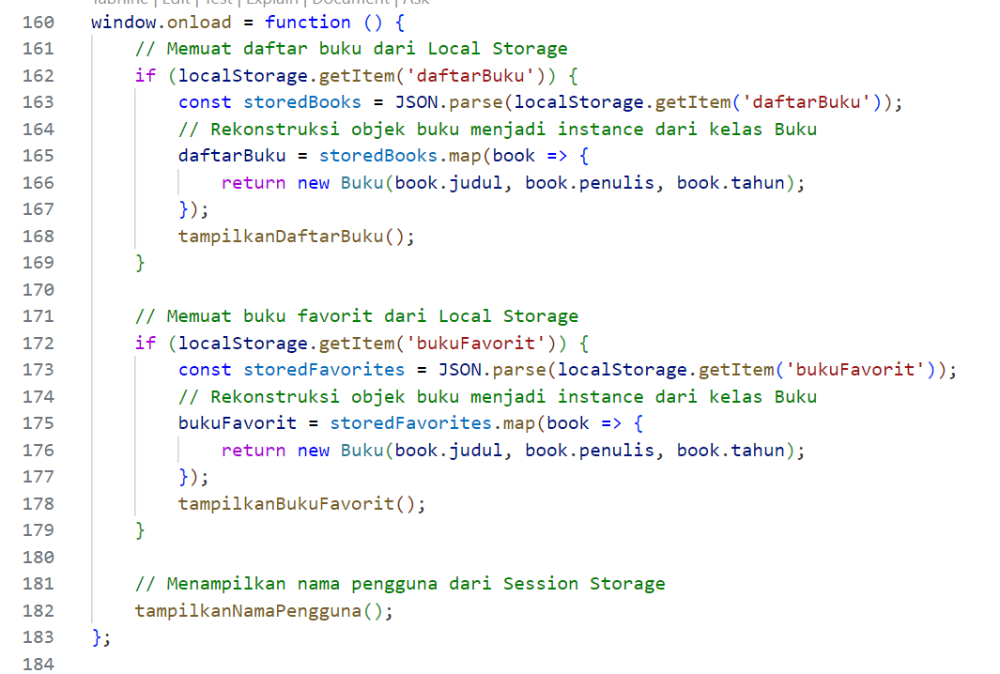 Tabnine | Edit | Test | Explain | Document | Ask
160 window.onload = function () {
161 // Memuat daftar buku dari Local Storage
162 if (localStorage.getItem('daftarBuku')) {
163 const storedBooks = JSON.parse(localStorage.getItem('daftarBuku'));
164 // Rekonstruksi objek buku menjadi instance dari kelas Buku
165 daftarBuku = storedBooks.map(book => {
166 return new Buku(book.judul, book.penulis, book.tahun);
167 });
168 tampilkanDaftarBuku();
169 }
170
171 // Memuat buku favorit dari Local Storage
172 if (localStorage.getItem('bukuFavorit')) {
173 const storedFavorites = JSON.parse(localStorage.getItem('bukuFavorit'));
174 // Rekonstruksi objek buku menjadi instance dari kelas Buku
175 bukuFavorit = storedFavorites.map(book => {
176 return new Buku(book.judul, book.penulis, book.tahun);
177 });
178 tampilkanBukuFavorit();
179 }
180
181 // Menampilkan nama pengguna dari Session Storage
182 tampilkanNamaPengguna();
183 };
184